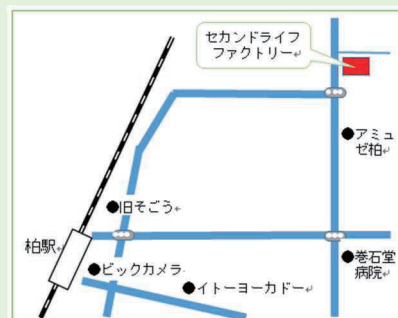 セカンドライフ
ファクトリー
●アミュ
ゼ柏
●旧そごう
柏駅
●ビックカメラ
●巻石堂
病院
●イトーヨーカドー